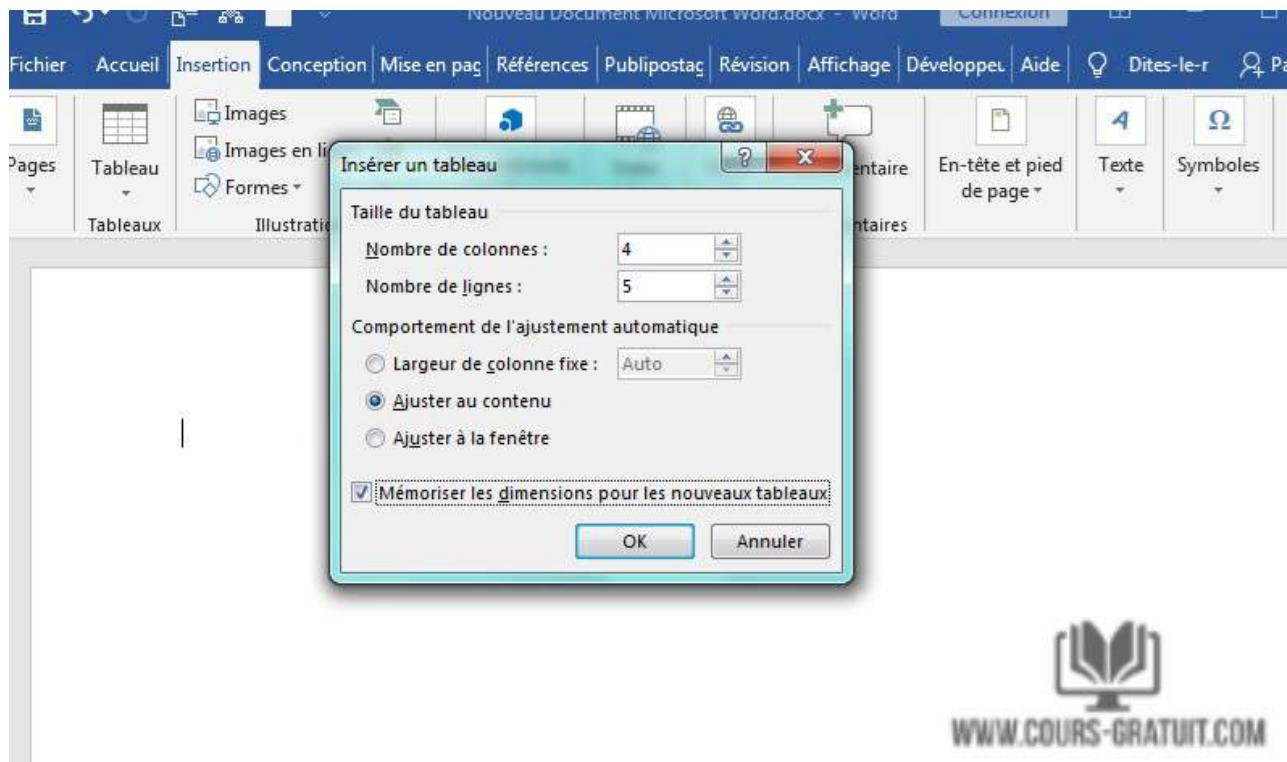 Nouveau Document Microsoft Word.docx - Word Connexion
Fichier Accueil Insertion Conception Mise en pag Références Publipostag Révision Affichage Développeu Aide Dites-le-r Pa
Images
Images en li
Formes
Pages Tableau
entaire En-tête et pied de page Texte Symboles
Tableaux Illustratio ntaires
Insérer un tableau
Taille du tableau
Nombre de colonnes : 4
Nombre de lignes : 5
Comportement de l'ajustement automatique
Largeur de colonne fixe : Auto
Ajuster au contenu
Ajuster à la fenêtre
Mémoriser les dimensions pour les nouveaux tableaux
OK Annuler
WWW.COURS-GRATUIT.COM